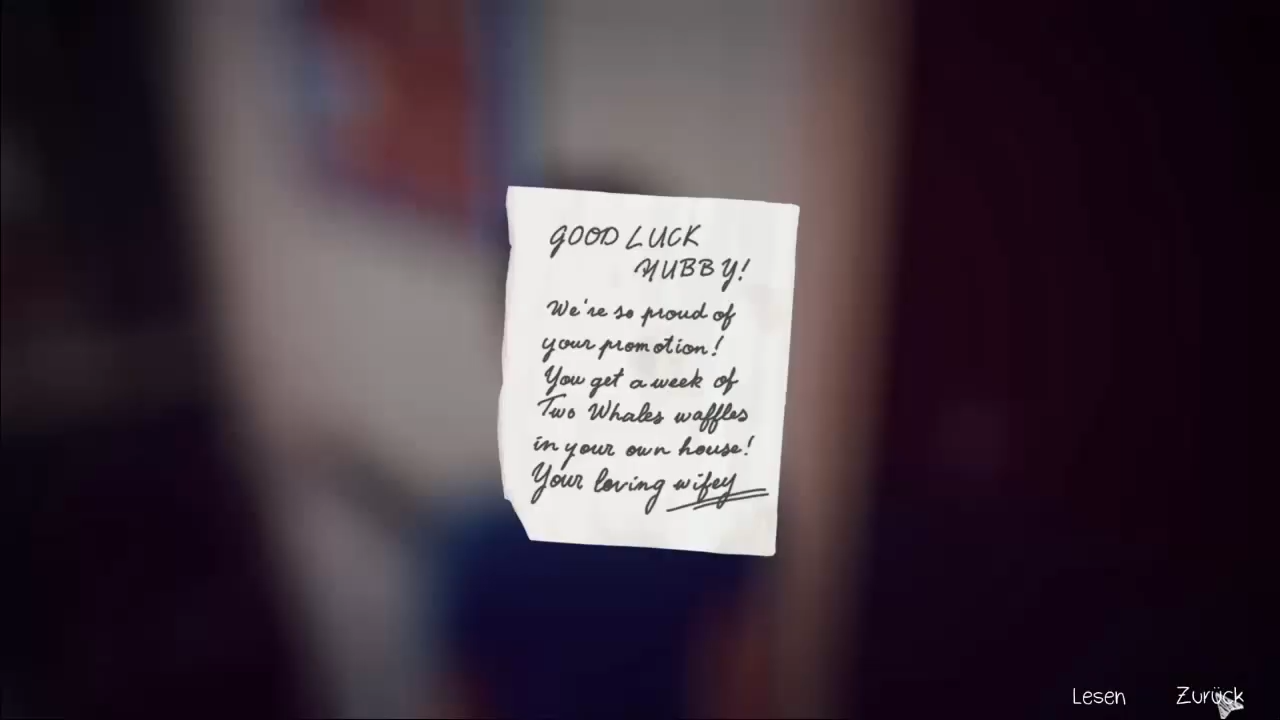 GOOD LUCK
HUBBY!
We're so proud of
your promotion!
You get a week of
Two Whales waffles
in your own house!
Your loving wifey
Lesen Zurück